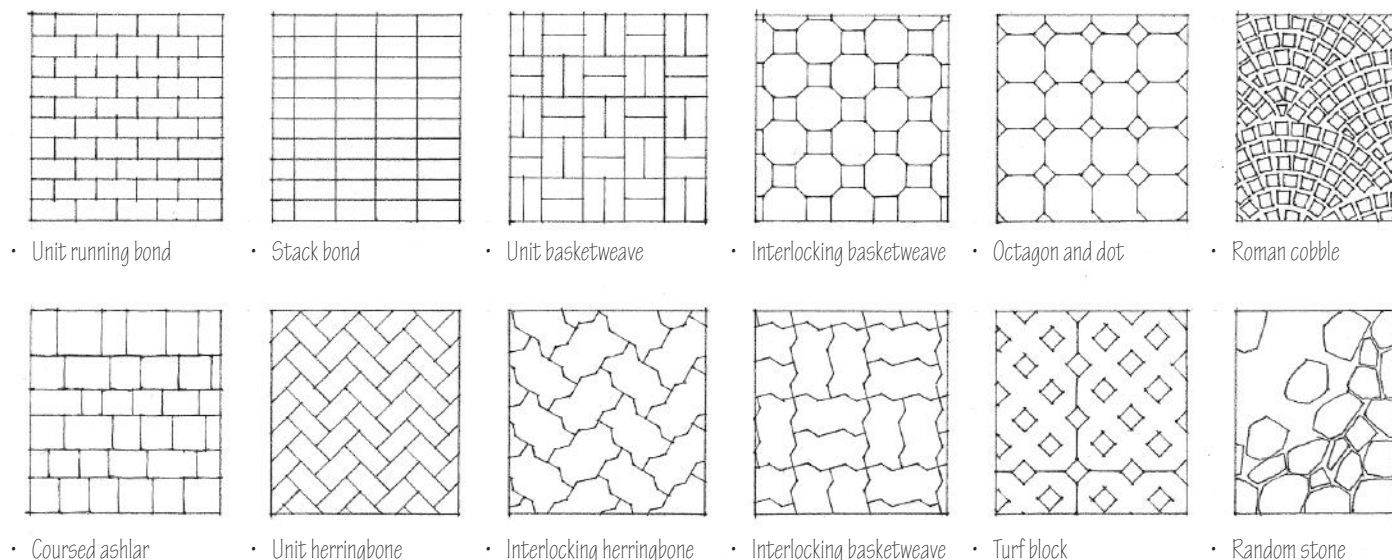 • Unit running bond
• Stack bond
• Unit basketweave
• Interlocking basketweave
• Octagon and dot
• Roman cobble
• Coursed ashlar
• Unit herringbone
• Interlocking herringbone
• Interlocking basketweave
• Turf block
• Random stone